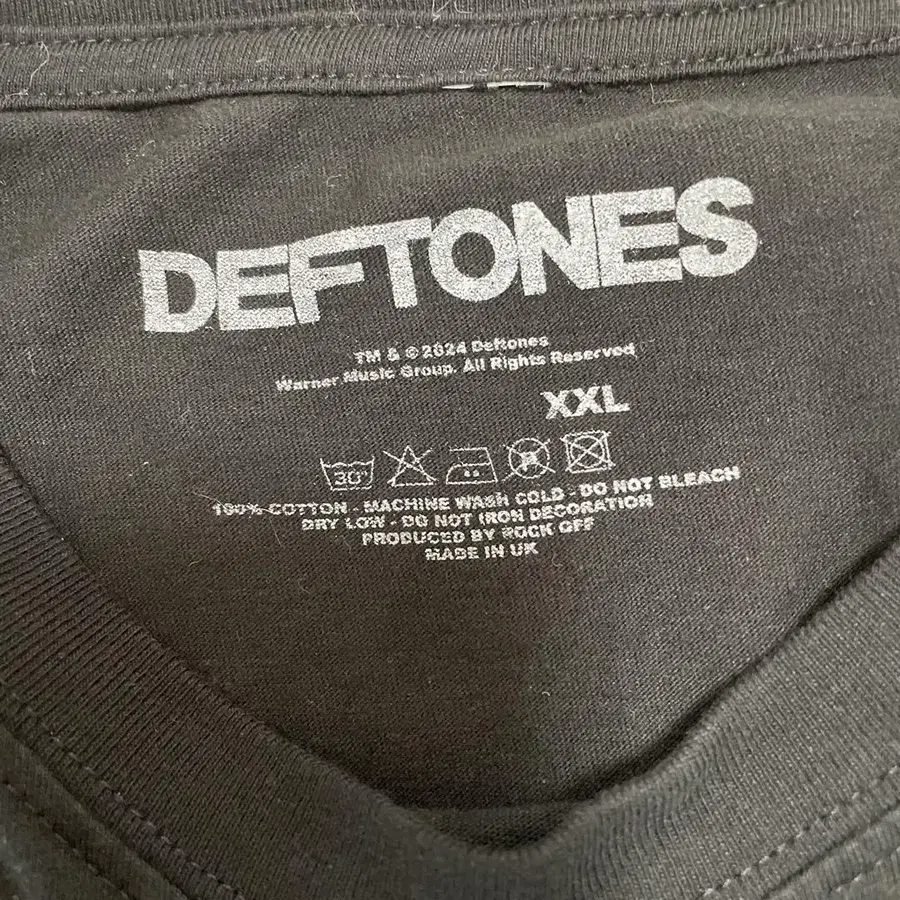 DEFTONES
TM & © 2024 Deftones
Warner Music Group. All Rights Reserved
XXL
30°
100% COTTON - MACHINE WASH COLD - DO NOT BLEACH
DRY LOW - DO NOT IRON DECORATION
PRODUCED BY ROCK OFF
MADE IN UK